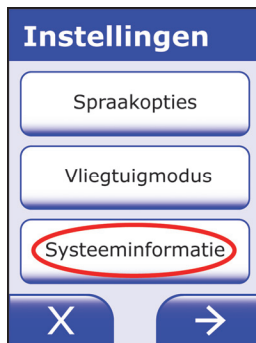 Instellingen
Spraakopties
Vliegtuigmodus
Systeeminformatie
X →